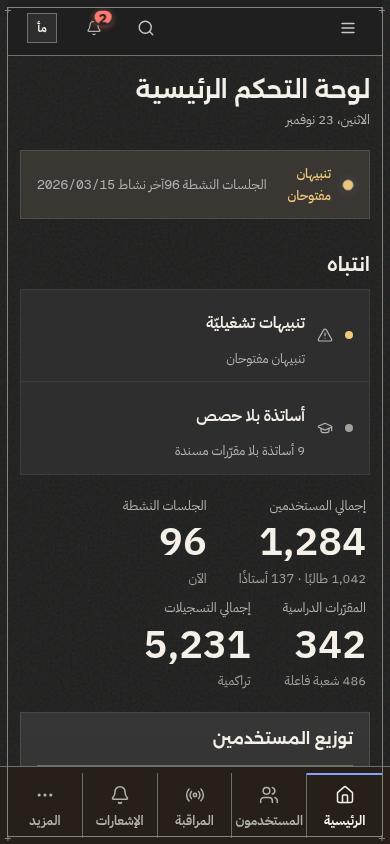 2
مأ
لوحة التحكم الرئيسية
الاثنين، 23 نوفمبر
تنبيهان مفتوحان
الجلسات النشطة 96آخر نشاط 2026/03/15
انتباه
تنبيهات تشغيليّة
تنبيهان مفتوحان
أساتذة بلا حصص
9 أساتذة بلا مقرّرات مسندة
إجمالي المستخدمين
1,284
1,042 طالبًا · 137 أستاذًا
الجلسات النشطة
96
الآن
المقرّرات الدراسية
342
486 شعبة فاعلة
إجمالي التسجيلات
5,231
تراكمية
توزيع المستخدمين
الرئيسية
المستخدمون
المراقبة
الإشعارات
المزيد